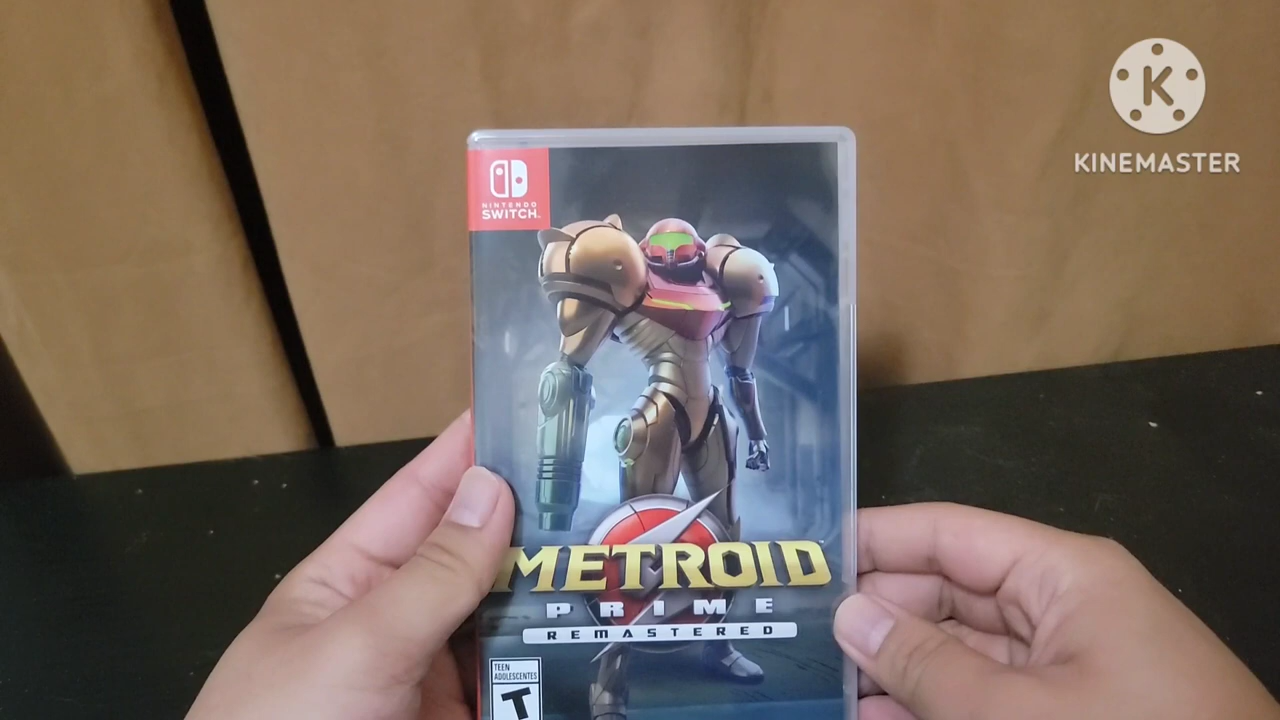 K
KINEMASTER
NINTENDO
SWITCH
METROID
PRIME
REMASTERED
TEEN
ADOLESCENTES
T